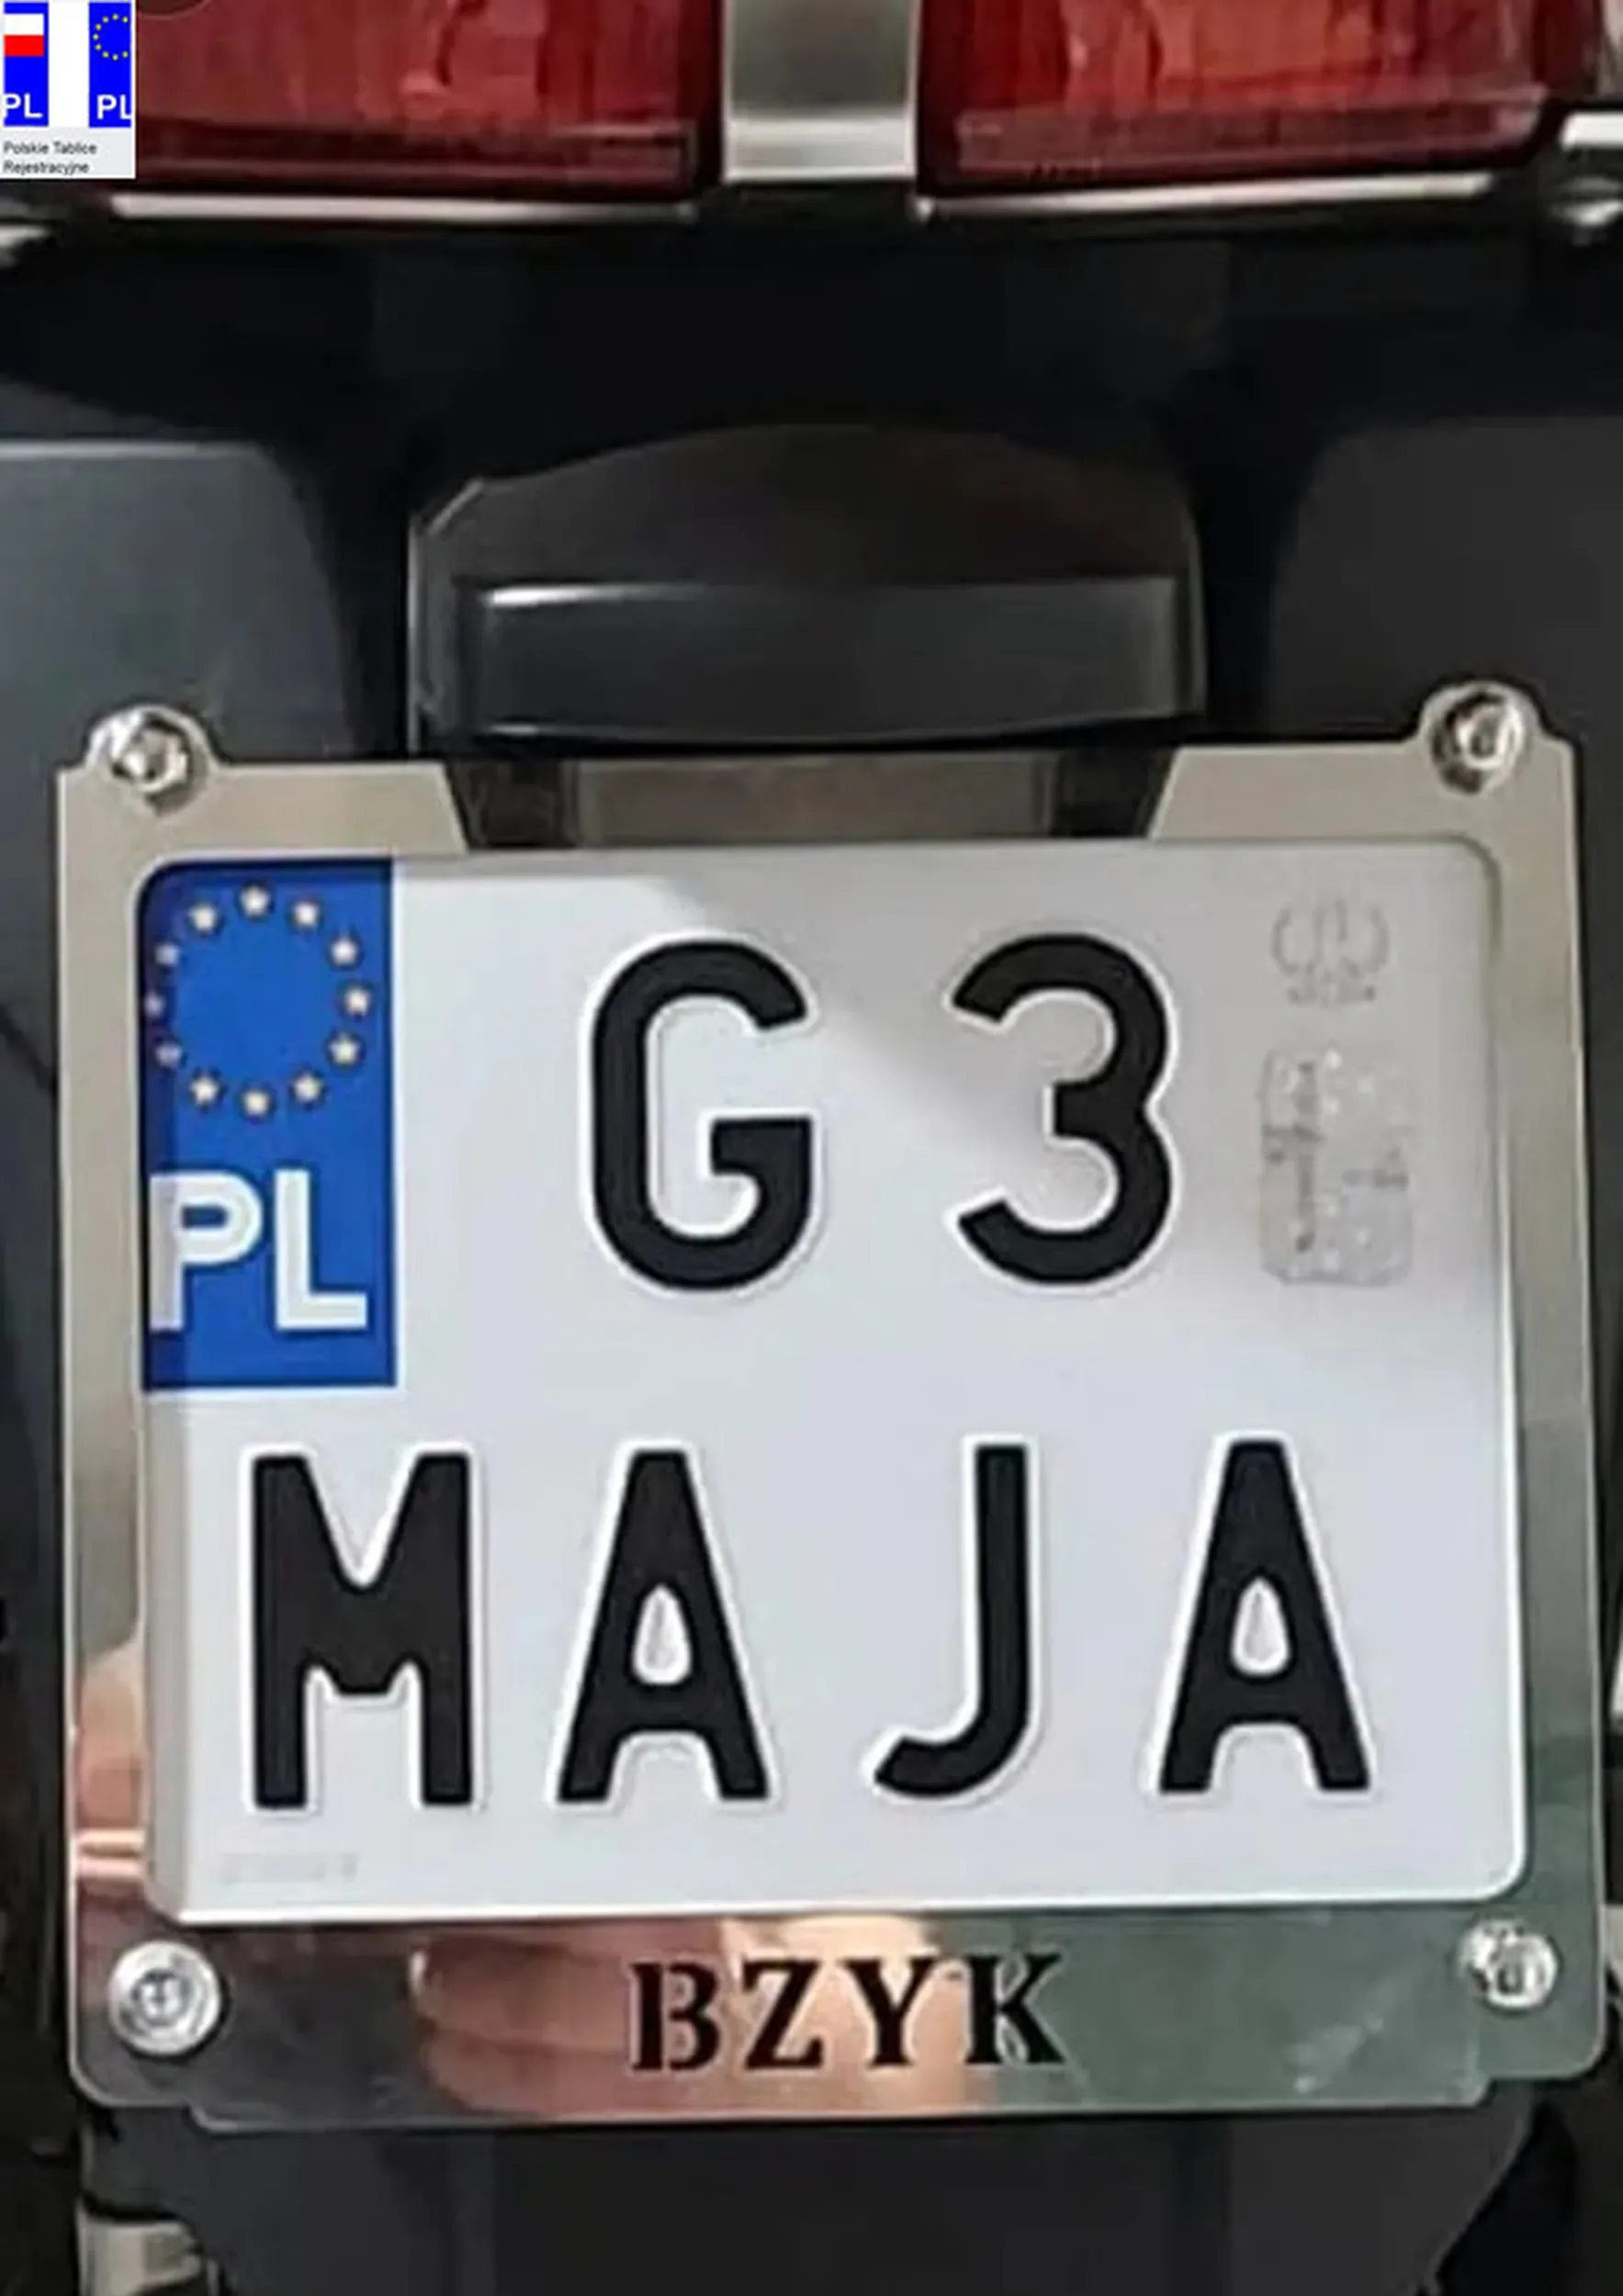 PL PL
Polskie Tablice
Rejestracyjne
PL
G3
MAJA
BZYK